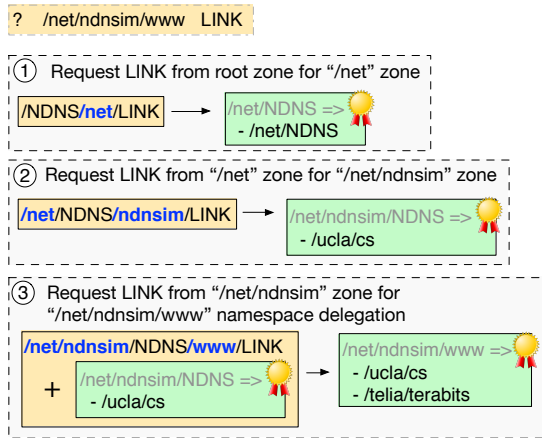 ? /net/ndnsim/www LINK
1 Request LINK from root zone for “/net” zone
/NDNS/net/LINK
/net/NDNS =>
- /net/NDNS
2 Request LINK from “/net” zone for “/net/ndnsim” zone
/net/NDNS/ndnsim/LINK
/net/ndnsim/NDNS =>
- /ucla/cs
3 Request LINK from “/net/ndnsim” zone for
“/net/ndnsim/www” namespace delegation
/net/ndnsim/NDNS/www/LINK
+
/net/ndnsim/NDNS =>
- /ucla/cs
/net/ndnsim/www =>
- /ucla/cs
- /telia/terabits